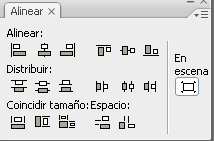 Alinear
Alinear:
Distribuir:
Coincidir tamaño: Espacio:
En
escena